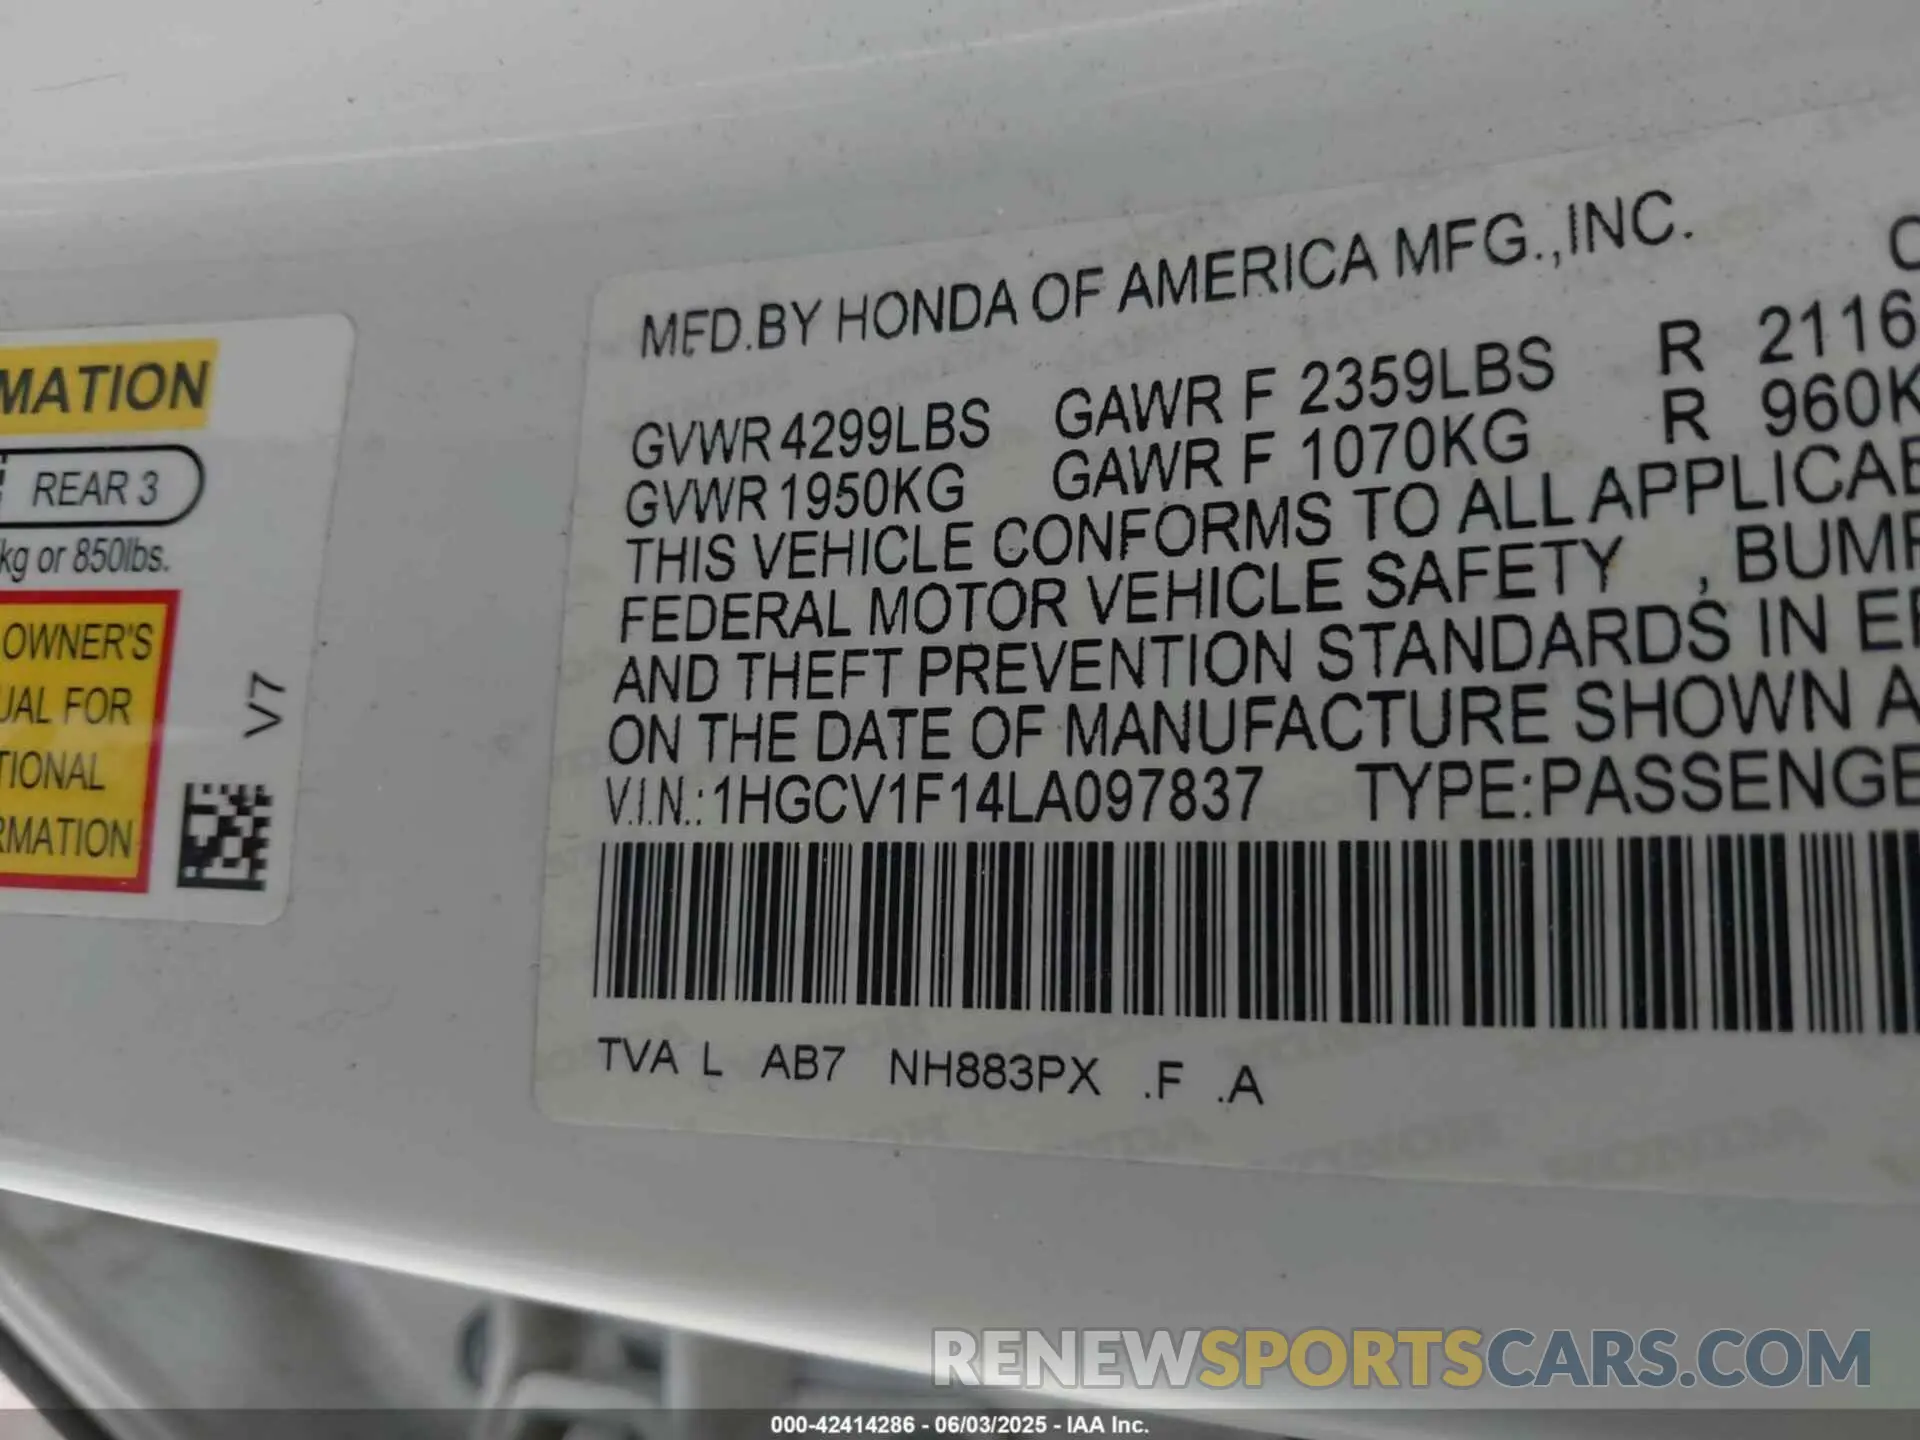 MATION
REAR 3
kg or 850lbs.
OWNER'S
UAL FOR
TIONAL
RMATION
V7
MFD.BY HONDA OF AMERICA MFG.,INC.
GVWR 4299LBS GAWR F 2359LBS R 2116
GVWR 1950KG GAWR F 1070KG R 960K
THIS VEHICLE CONFORMS TO ALL APPLICAB
FEDERAL MOTOR VEHICLE SAFETY , BUMP
AND THEFT PREVENTION STANDARDS IN EF
ON THE DATE OF MANUFACTURE SHOWN A
V.I.N.: 1HGCV1F14LA097837 TYPE:PASSENGE
TVA L AB7 NH883PX .F .A
RENEWSPORTSCARS.COM
000-42414286 - 06/03/2025 - IAA Inc.